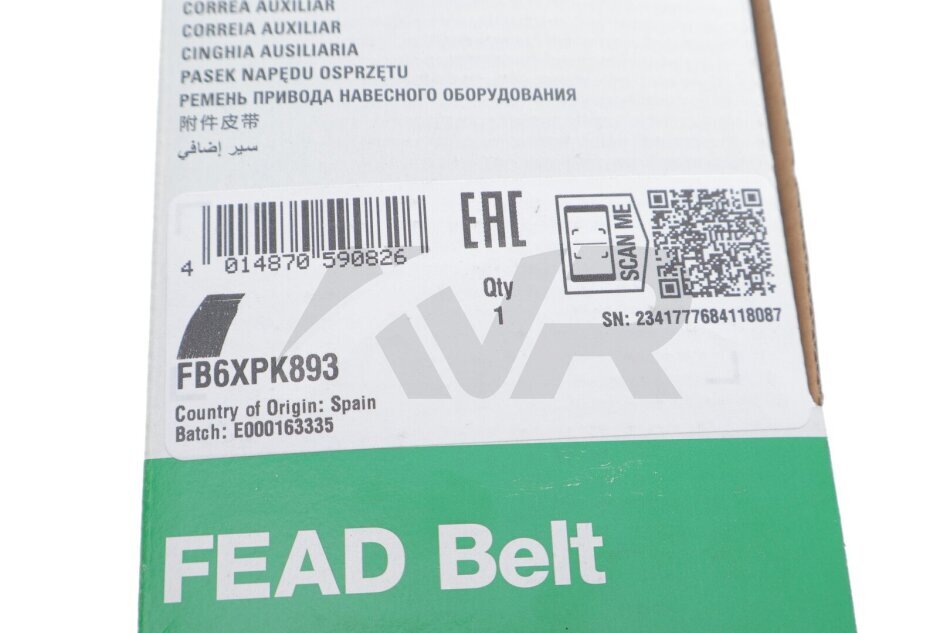 CORREA AUXILIAR
CORREIA AUXILIAR
CINGHIA AUSILIARIA
PASEK NAPĘDU OSPRZĘTU
РЕМЕНЬ ПРИВОДА НАВЕСНОГО ОБОРУДОВАНИЯ
附件皮带
سير إضافي
4 014870 590826
EAC
SCAN ME
Qty
1
SN: 2341777684118087
FB6XPK893
Country of Origin: Spain
Batch: E000163335
FEAD Belt